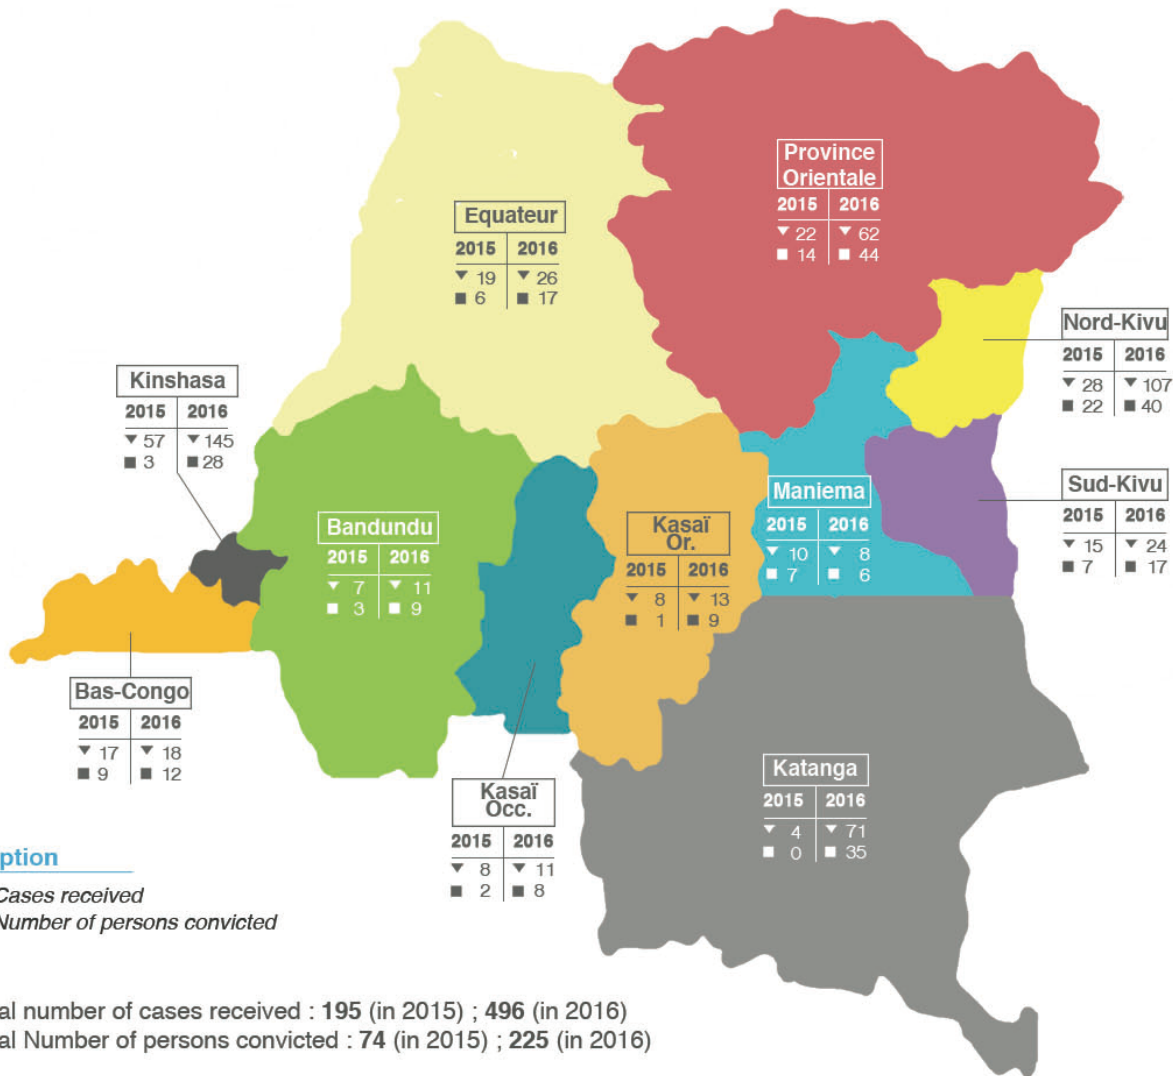 Province
Orientale
2015 2016
▼ 22 ▼ 62
■ 14 ■ 44
Equateur
2015 2016
▼ 19 ▼ 26
■ 6 ■ 17
Nord-Kivu
2015 2016
▼ 28 ▼ 107
■ 22 ■ 40
Kinshasa
2015 2016
▼ 57 ▼ 145
■ 3 ■ 28
Sud-Kivu
2015 2016
▼ 15 ▼ 24
■ 7 ■ 17
Maniema
2015 2016
▼ 10 ▼ 8
■ 7 ■ 6
Bandundu
2015 2016
▼ 7 ▼ 11
■ 3 ■ 9
Kasaï
Or.
2015 2016
▼ 8 ▼ 13
■ 1 ■ 9
Bas-Congo
2015 2016
▼ 17 ▼ 18
■ 9 ■ 12
Katanga
2015 2016
▼ 4 ▼ 71
■ 0 ■ 35
Kasaï
Occ.
2015 2016
▼ 8 ▼ 11
■ 2 ■ 8
ption
Cases received
Number of persons convicted
al number of cases received : 195 (in 2015) ; 496 (in 2016)
al Number of persons convicted : 74 (in 2015) ; 225 (in 2016)